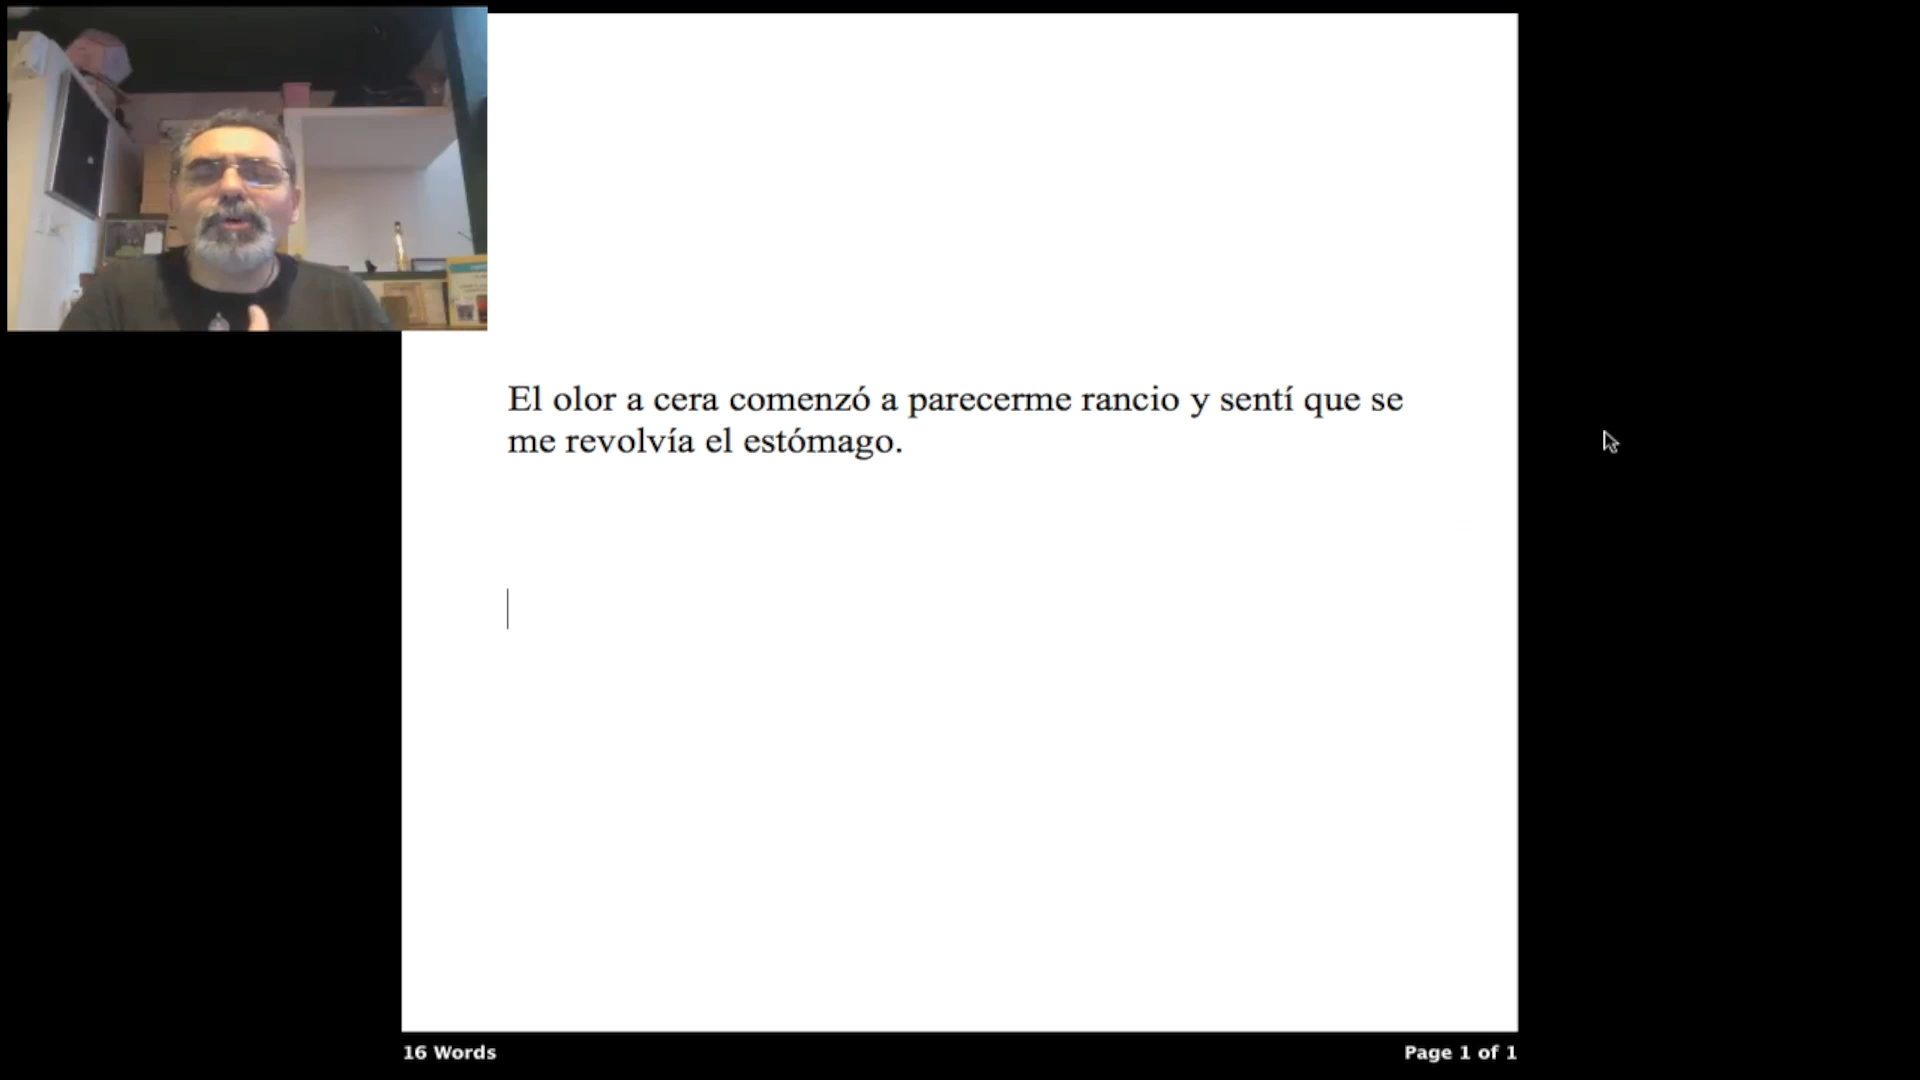 El olor a cera comenzó a parecerme rancio y sentí que se
me revolvía el estómago.
16 Words
Page 1 of 1